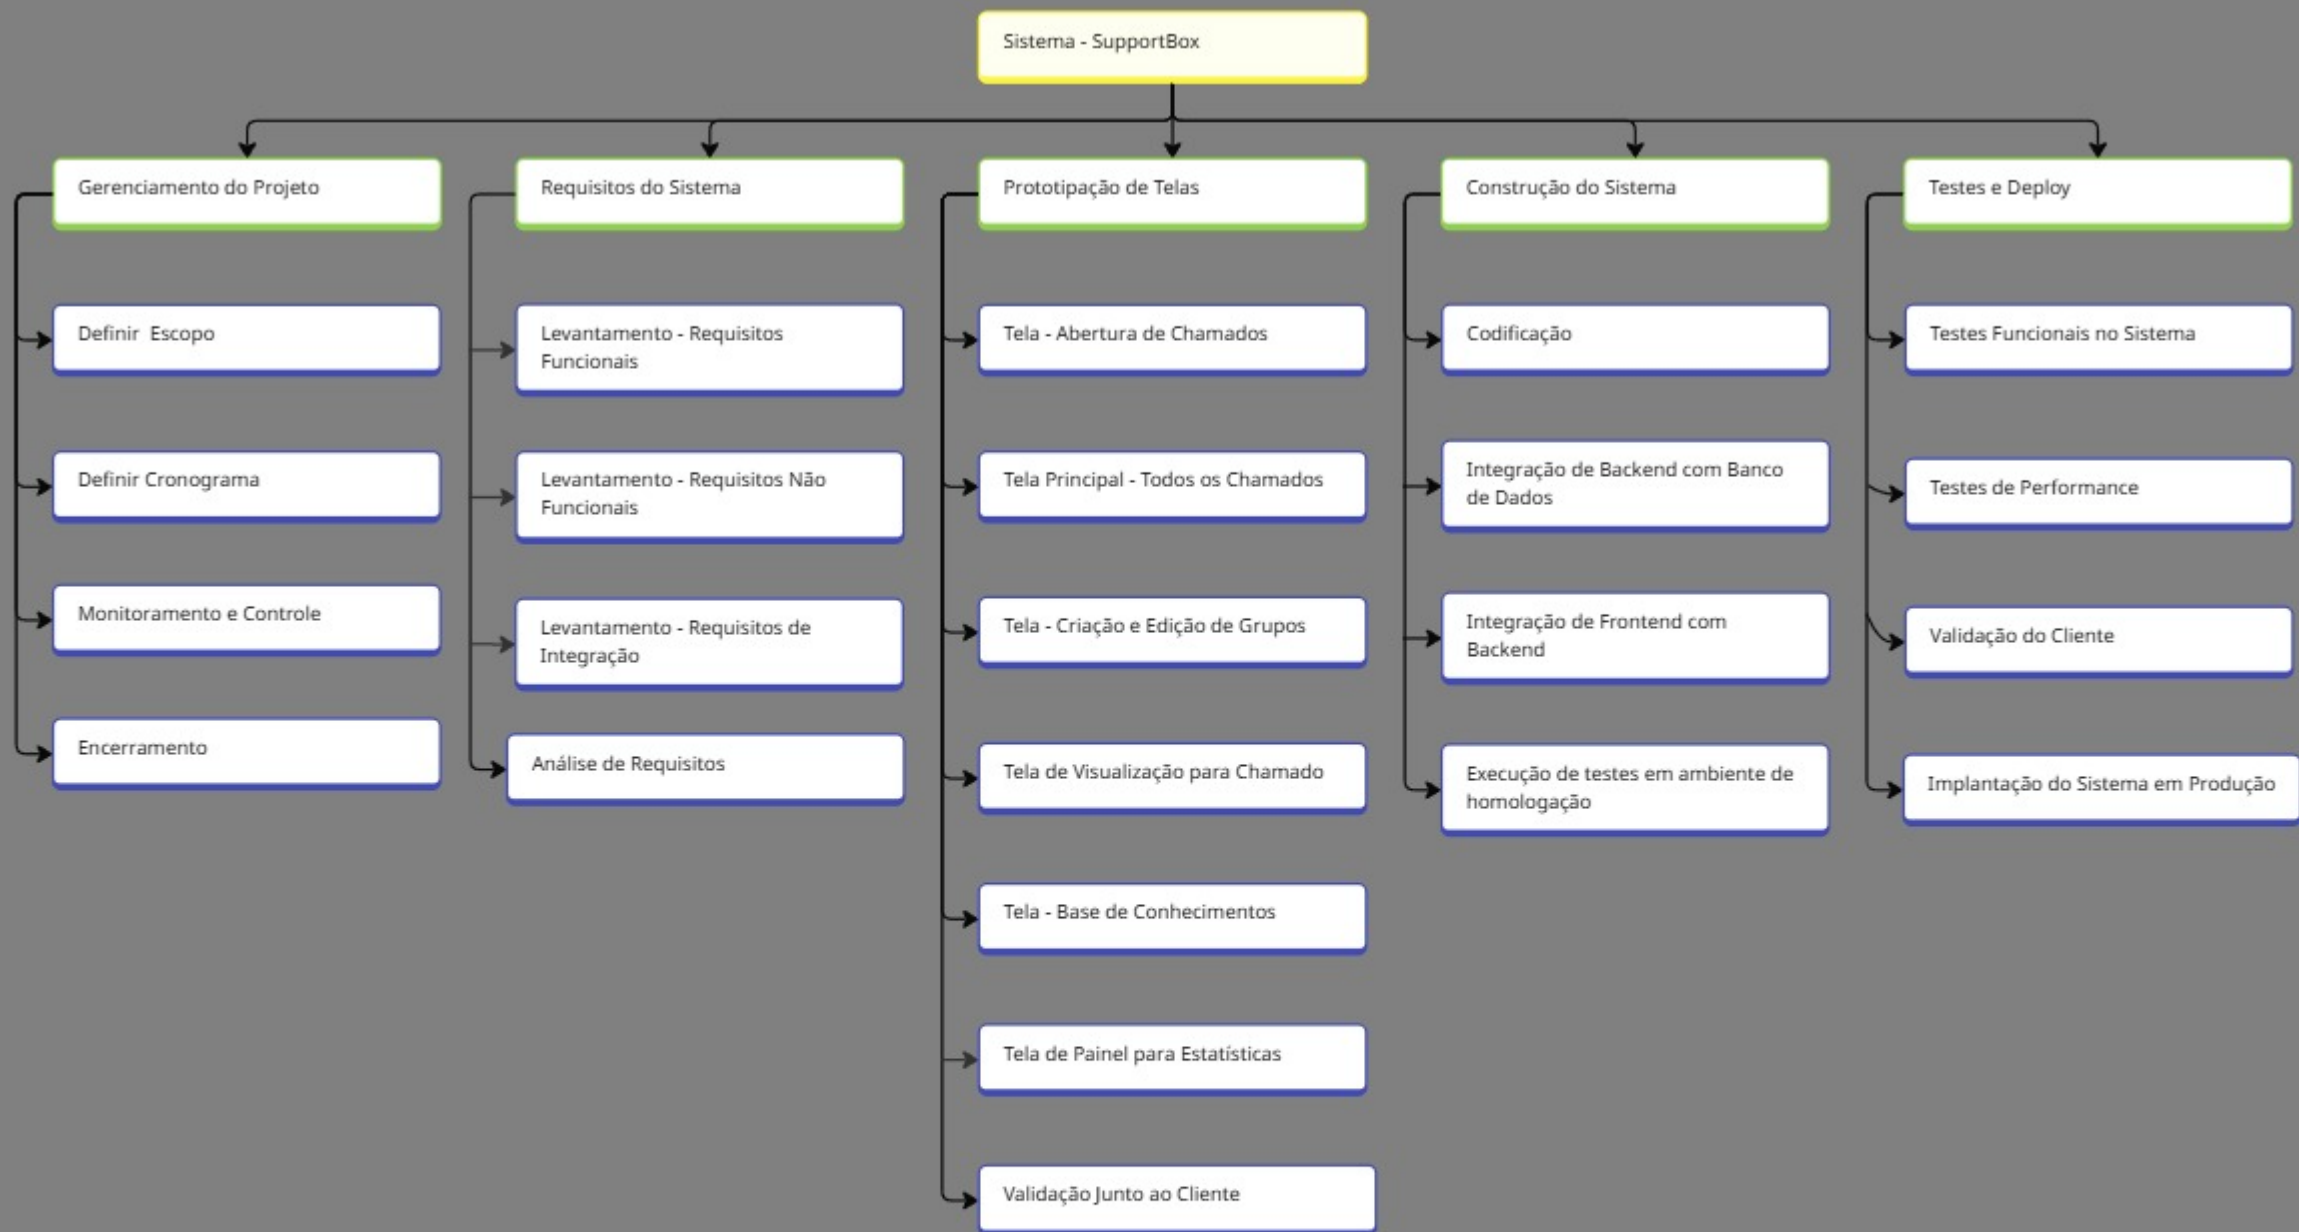 Sistema - SupportBox
Gerenciamento do Projeto
Definir  Escopo
Definir Cronograma
Monitoramento e Controle
Encerramento
Requisitos do Sistema
Levantamento - Requisitos
Funcionais
Levantamento - Requisitos Não
Funcionais
Levantamento - Requisitos de
Integração
Análise de Requisitos
Prototipação de Telas
Tela - Abertura de Chamados
Tela Principal - Todos os Chamados
Tela - Criação e Edição de Grupos
Tela de Visualização para Chamado
Tela - Base de Conhecimentos
Tela de Painel para Estatísticas
Validação Junto ao Cliente
Construção do Sistema
Codificação
Integração de Backend com Banco
de Dados
Integração de Frontend com
Backend
Execução de testes em ambiente de
homologação
Testes e Deploy
Testes Funcionais no Sistema
Testes de Performance
Validação do Cliente
Implantação do Sistema em Produção